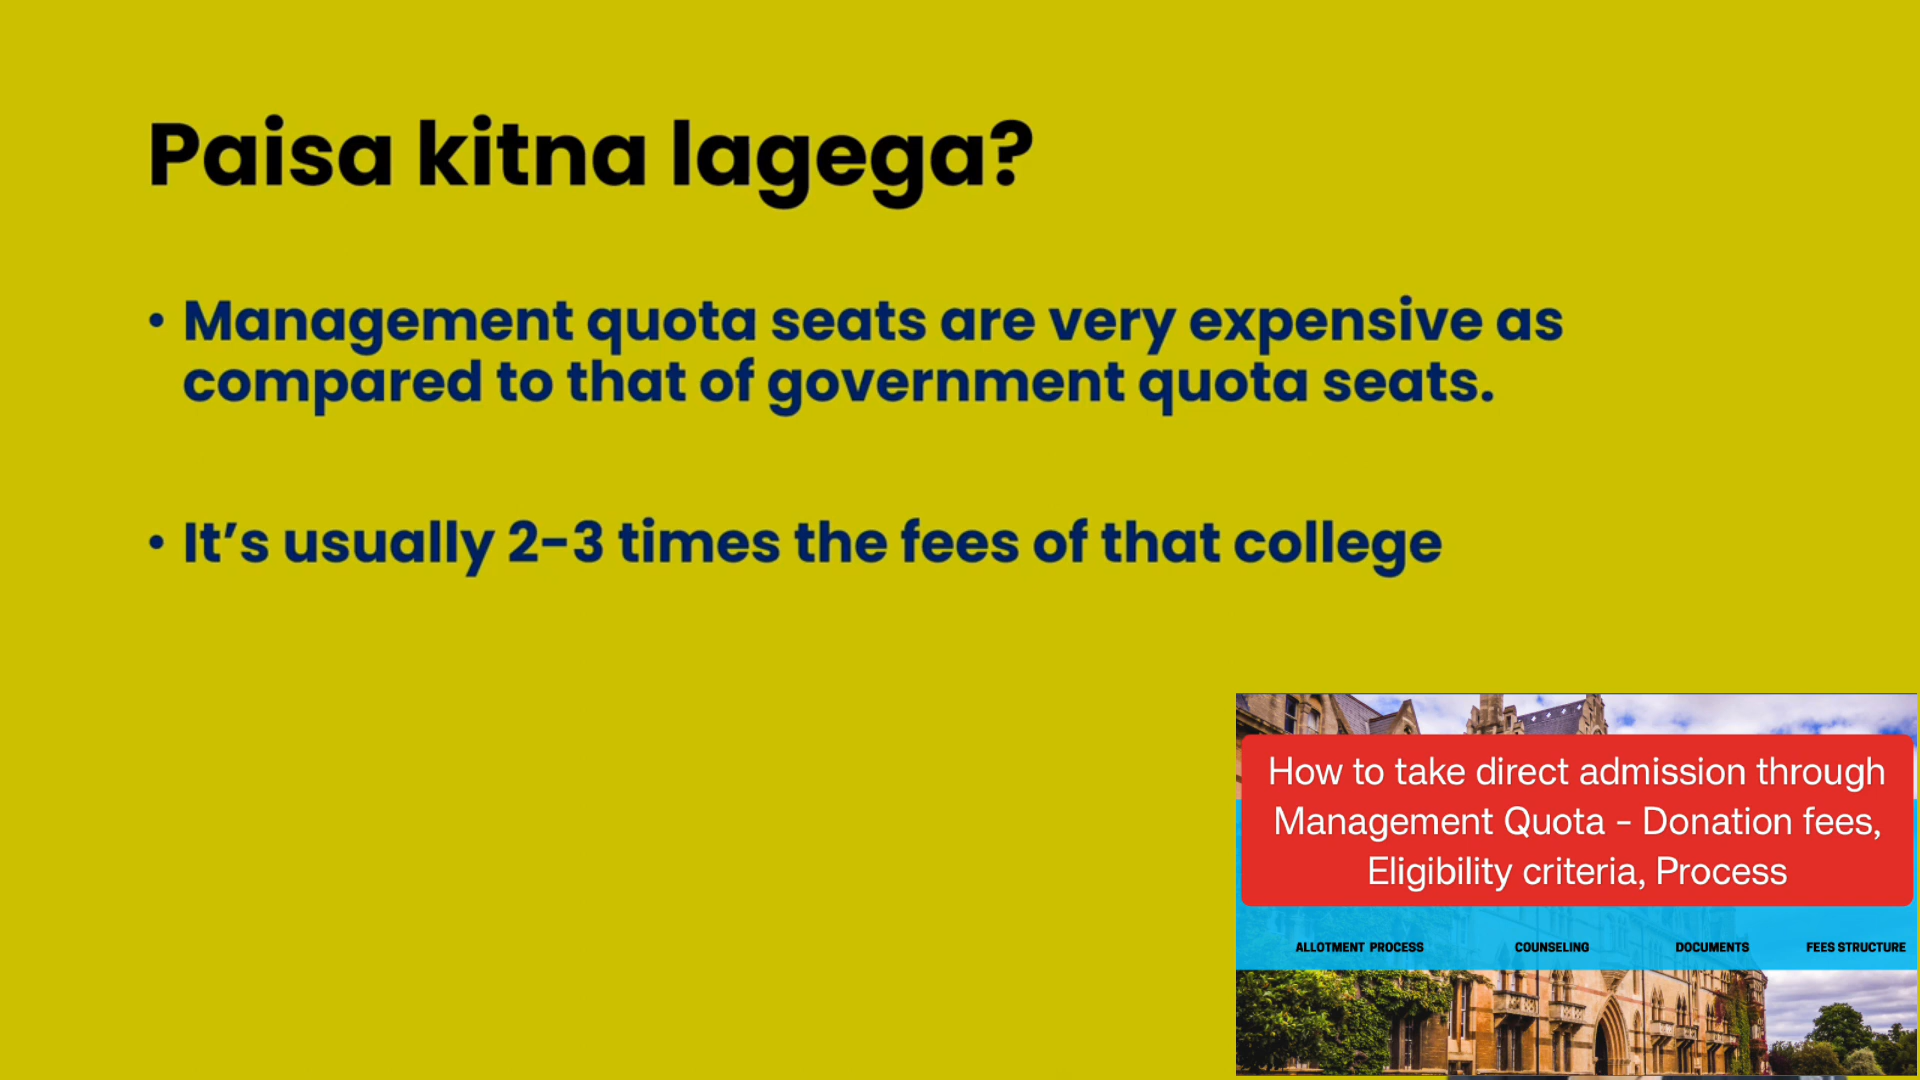 Paisa kitna lagega?
• Management quota seats are very expensive as
compared to that of government quota seats.
• It’s usually 2-3 times the fees of that college
How to take direct admission through
Management Quota - Donation fees,
Eligibility criteria, Process
ALLOTMENT PROCESS COUNSELING DOCUMENTS FEES STRUCTURE